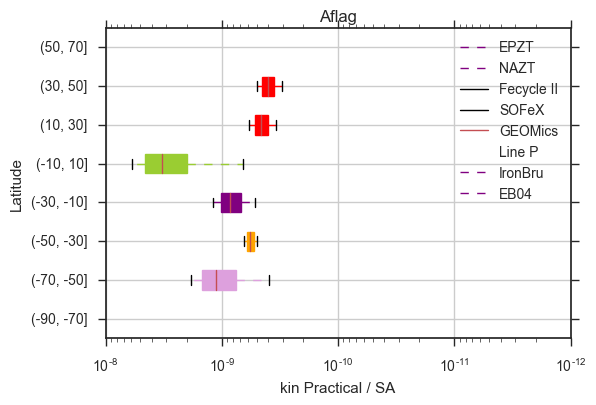 Aflag
(50, 70]
(30, 50]
(10, 30]
(-10, 10]
(-30, -10]
(-50, -30]
(-70, -50]
(-90, -70]
Latitude
EPZT
NAZT
Fecycle II
SOFeX
GEOMics
Line P
IronBru
EB04
10⁻⁸ 10⁻⁹ 10⁻¹⁰ 10⁻¹¹ 10⁻¹²
kin Practical / SA